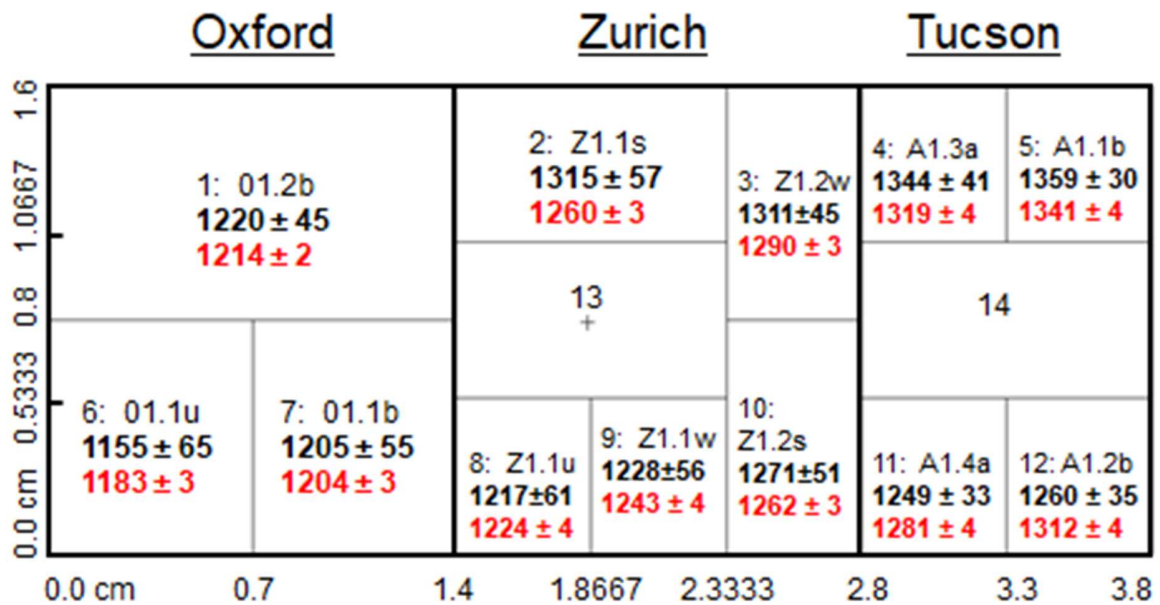 Oxford
Zurich
Tucson
1.6
1.0667
0.8
0.5333
0.0 cm
1: 01.2b
1220 ± 45
1214 ± 2
2: Z1.1s
1315 ± 57
1260 ± 3
3: Z1.2w
1311±45
1290 ± 3
4: A1.3a
1344 ± 41
1319 ± 4
5: A1.1b
1359 ± 30
1341 ± 4
13
14
6: 01.1u
1155 ± 65
1183 ± 3
7: 01.1b
1205 ± 55
1204 ± 3
8: Z1.1u
1217±61
1224 ± 4
9: Z1.1w
1228±56
1243 ± 4
10:
Z1.2s
1271±51
1262 ± 3
11: A1.4a
1249 ± 33
1281 ± 4
12: A1.2b
1260 ± 35
1312 ± 4
0.0 cm
0.7
1.4
1.8667
2.3333
2.8
3.3
3.8